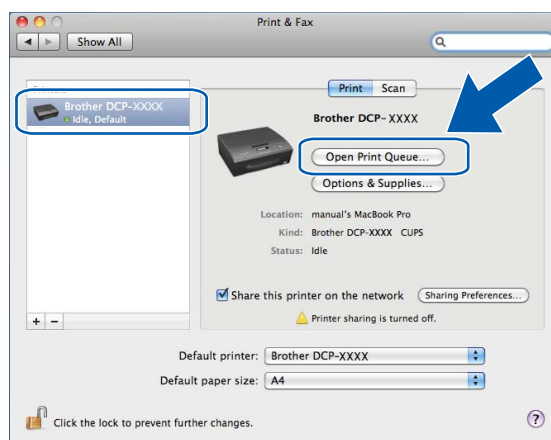 Print & Fax
Show All
Print Scan
Brother DCP-XXXX
Idle, Default
Brother DCP-XXXX
Open Print Queue...
Options & Supplies...
Location: manual's MacBook Pro
Kind: Brother DCP-XXXX CUPS
Status: Idle
Share this printer on the network Sharing Preferences...
Printer sharing is turned off.
+ −
Default printer: Brother DCP-XXXX
Default paper size: A4
Click the lock to prevent further changes.
?